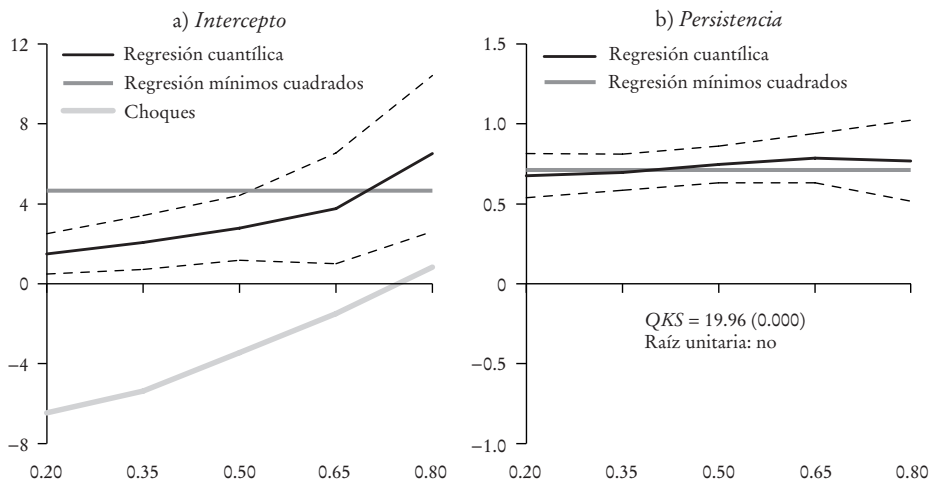 a) Intercepto
12
8
4
0
−4
−8
Regresión cuantílica
Regresión mínimos cuadrados
Choques
0.20 0.35 0.50 0.65 0.80
b) Persistencia
1.5
1.0
0.5
0
−0.5
−1.0
Regresión cuantílica
Regresión mínimos cuadrados
QKS = 19.96 (0.000)
Raíz unitaria: no
0.20 0.35 0.50 0.65 0.80